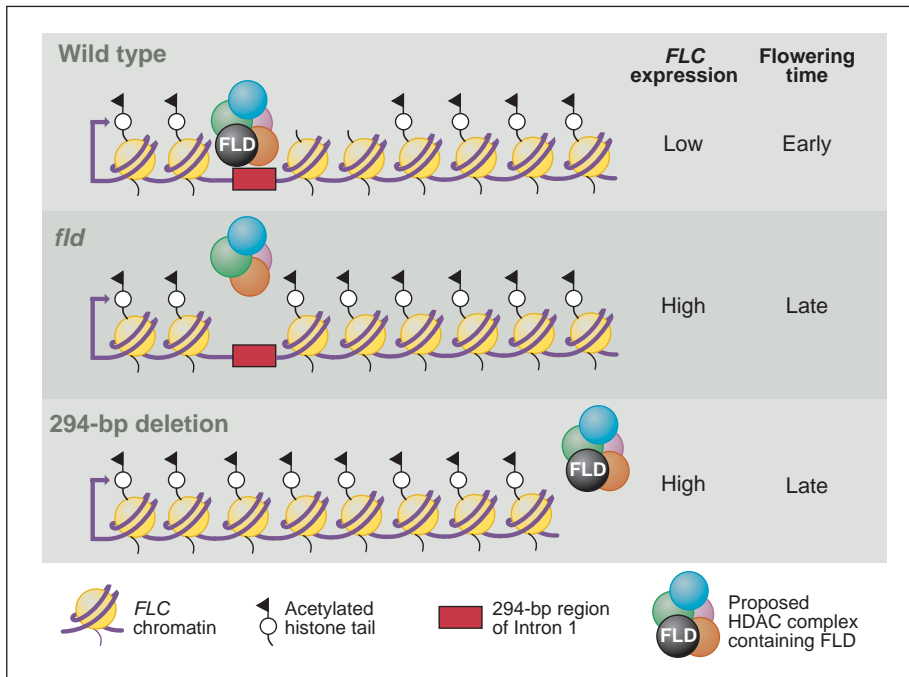 Wild type
FLC
expression
Flowering
time
FLD
Low
Early
fld
High
Late
294-bp deletion
FLD
High
Late
FLC
chromatin
Acetylated
histone tail
294-bp region
of Intron 1
FLD
Proposed
HDAC complex
containing FLD